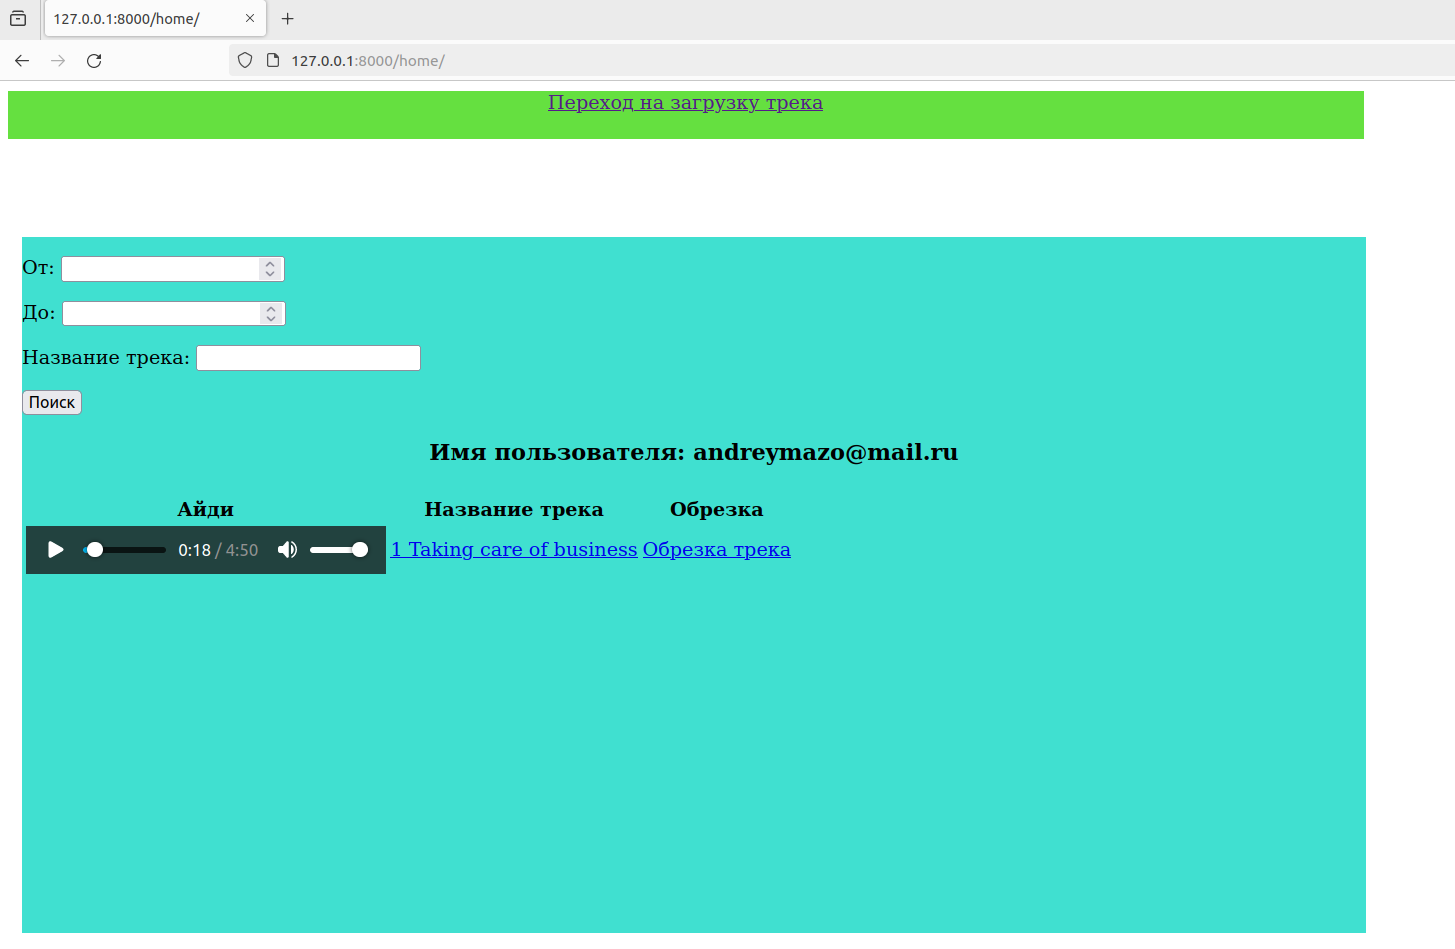 127.0.0.1:8000/home/
127.0.0.1:8000/home/
Переход на загрузку трека
От:
До:
Название трека:
Поиск
Имя пользователя: andreymazo@mail.ru
Айди Название трека Обрезка
0:18 / 4:50 1 Taking care of business Обрезка трека